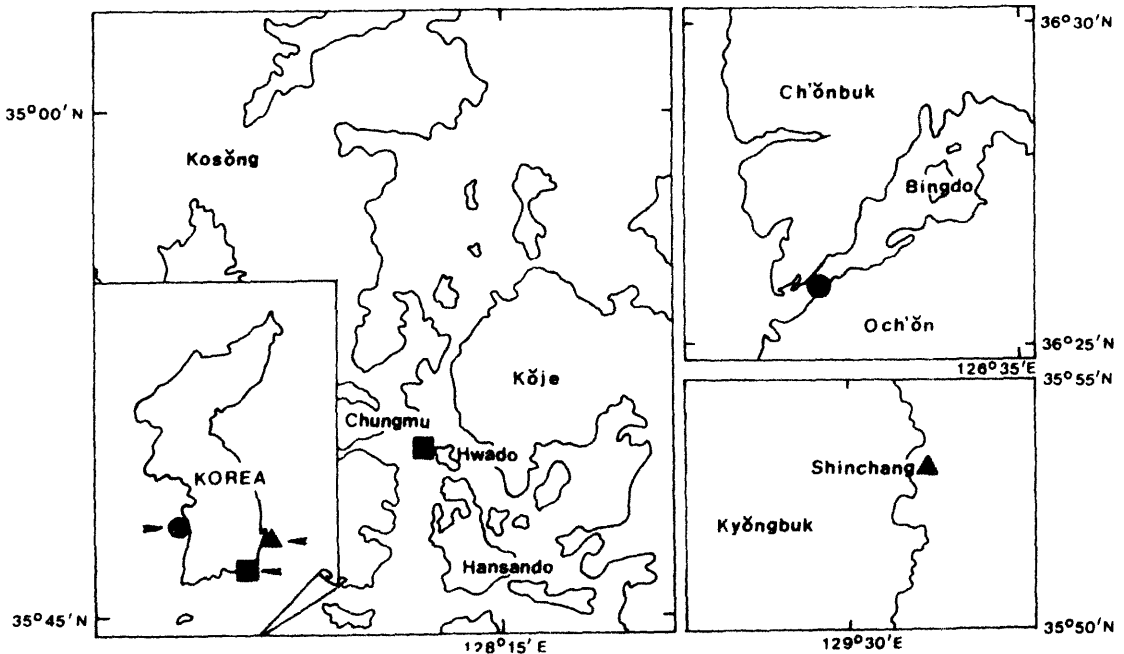 35°00′N
Kosŏng
Kŏje
Chungmu
Hwado
Hansando
KOREA
35°45′N
128°15′E
36°30′N
Ch'ŏnbuk
Bingdo
Och'ŏn
36°25′N
126°35′E
35°55′N
Shinchang
Kyŏngbuk
35°50′N
129°30′E